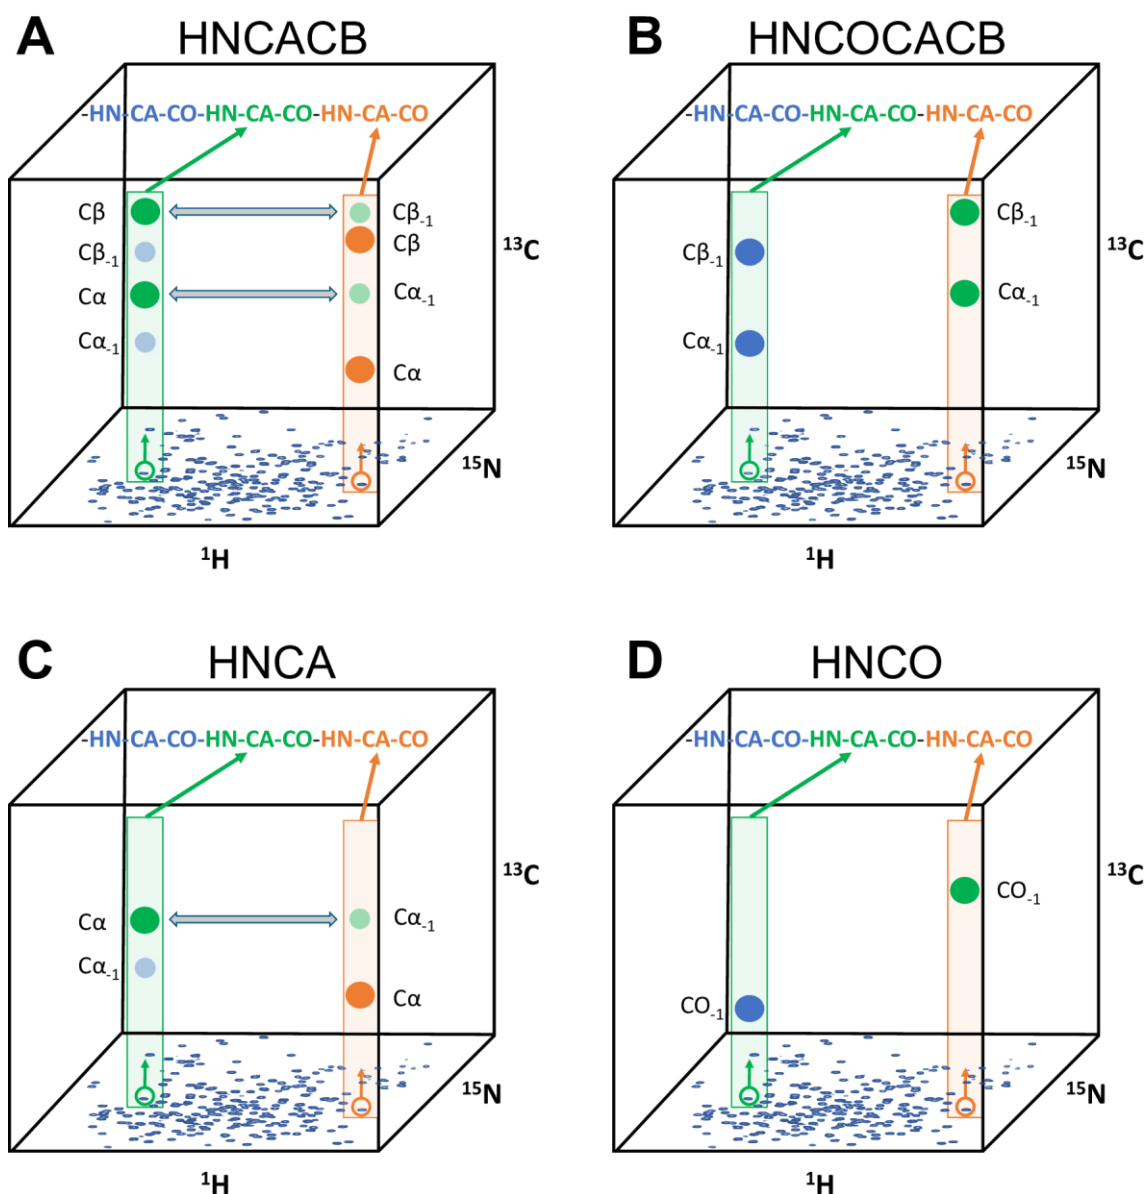 A HNCACB
-HN-CA-CO-HN-CA-CO-HN-CA-CO
Cβ
Cβ-1
Cα
Cα-1
Cβ-1
Cβ
Cα-1
Cα
13C
15N
1H
B HNCOCACB
-HN-CA-CO-HN-CA-CO-HN-CA-CO
Cβ-1
Cα-1
Cβ-1
Cα-1
13C
15N
1H
C HNCA
-HN-CA-CO-HN-CA-CO-HN-CA-CO
Cα
Cα-1
Cα-1
Cα
13C
15N
1H
D HNCO
-HN-CA-CO-HN-CA-CO-HN-CA-CO
CO-1
CO-1
13C
15N
1H